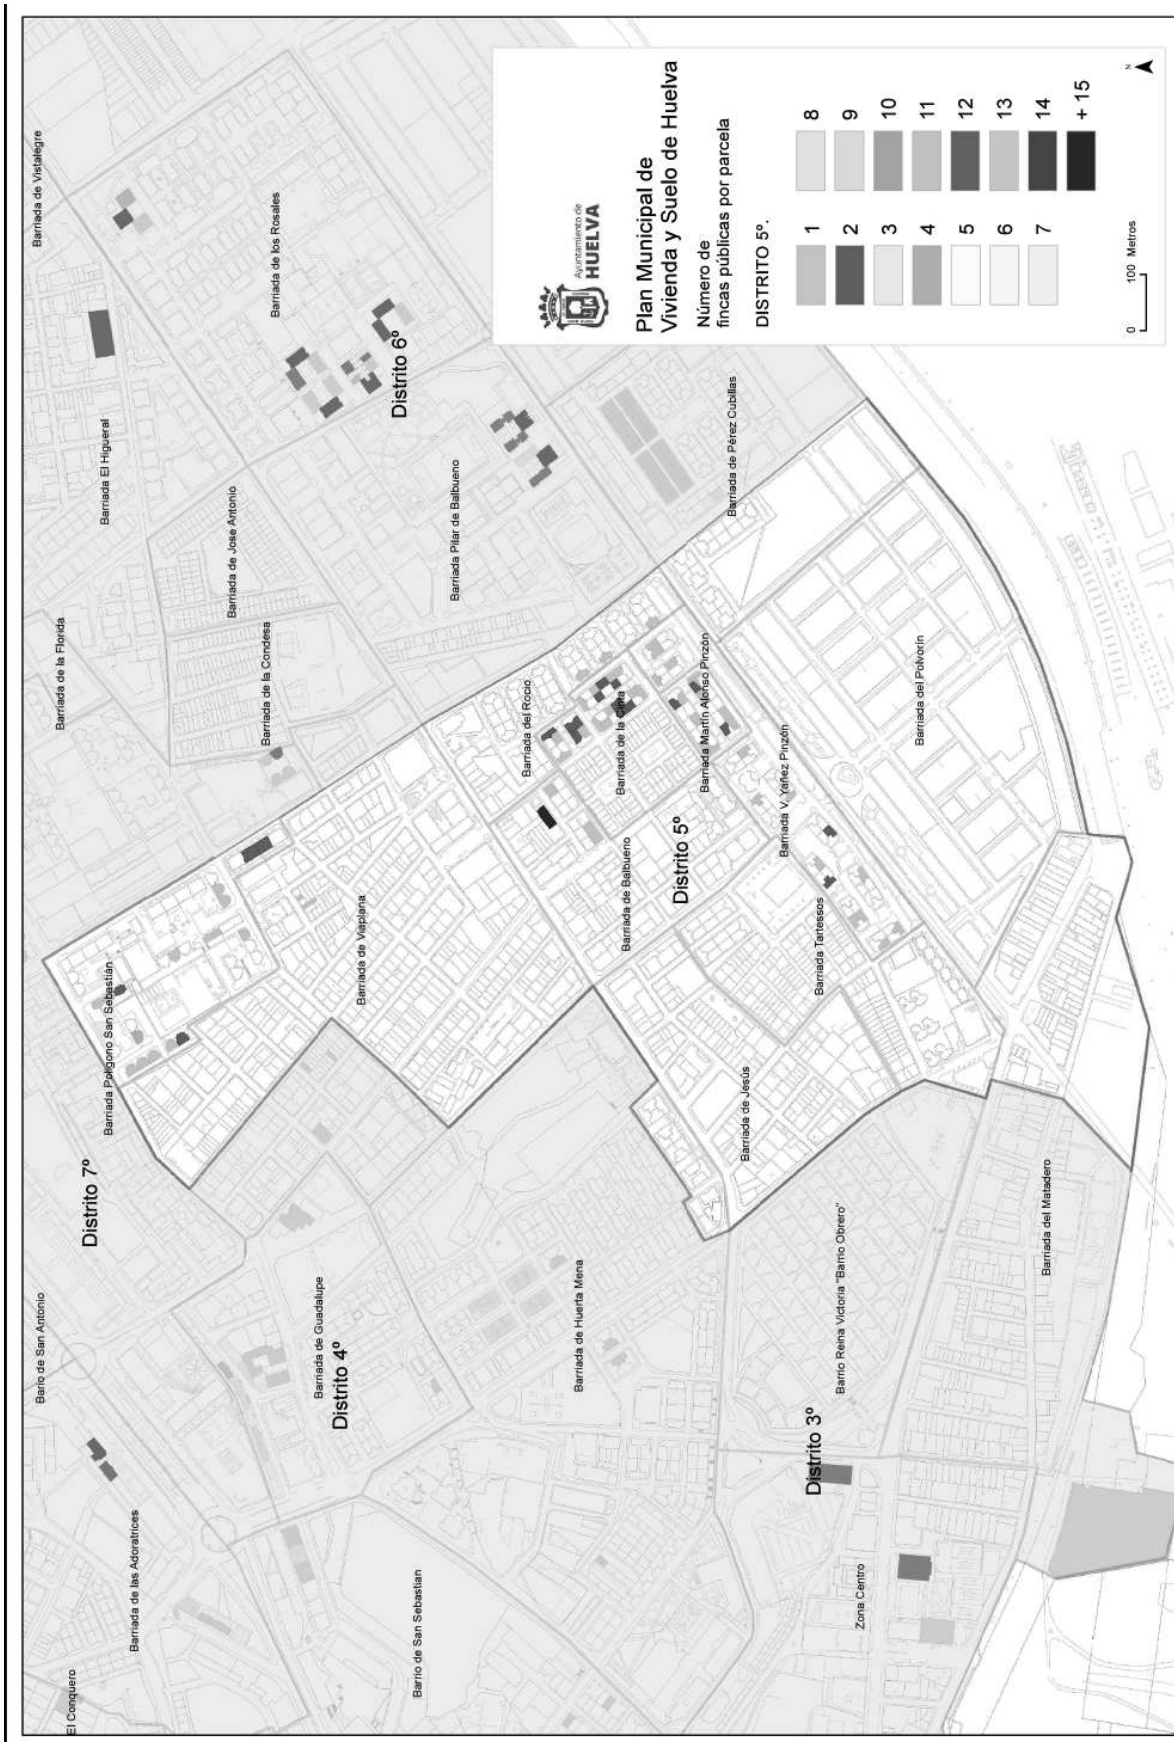 Ayuntamiento de
HUELVA
Plan Municipal de
Vivienda y Suelo de Huelva
Número de
fincas públicas por parcela
DISTRITO 5º.
1
2
3
4
5
6
7
8
9
10
11
12
13
14
+ 15
0
100
Metros
N
El Conquero
Barriada de las Adoratrices
Bario de San Antonio
Distrito 7º
Barriada Polígono San Sebastián
Barriada de la Florida
Barriada El Higueral
Barriada de Vistalegre
Barriada de Jose Antonio
Barriada de los Rosales
Barriada de la Condesa
Barriada de Guadalupe
Distrito 4º
Barriada de Viaplana
Distrito 6º
Barrio de San Sebastian
Barriada Pilar de Balbueno
Barriada del Rocio
Barriada de Huerta Mena
Barriada de Balbueno
Barriada de la Cinta
Distrito 5º
Barriada Martín Alonso Pinzón
Barriada de Pérez Cubillas
Barriada de Jesús
Barriada V. Yañez Pinzón
Barriada Tartessos
Distrito 3º
Barrio Reina Victoria "Barrio Obrero"
Zona Centro
Barriada del Polvorín
Barriada del Matadero